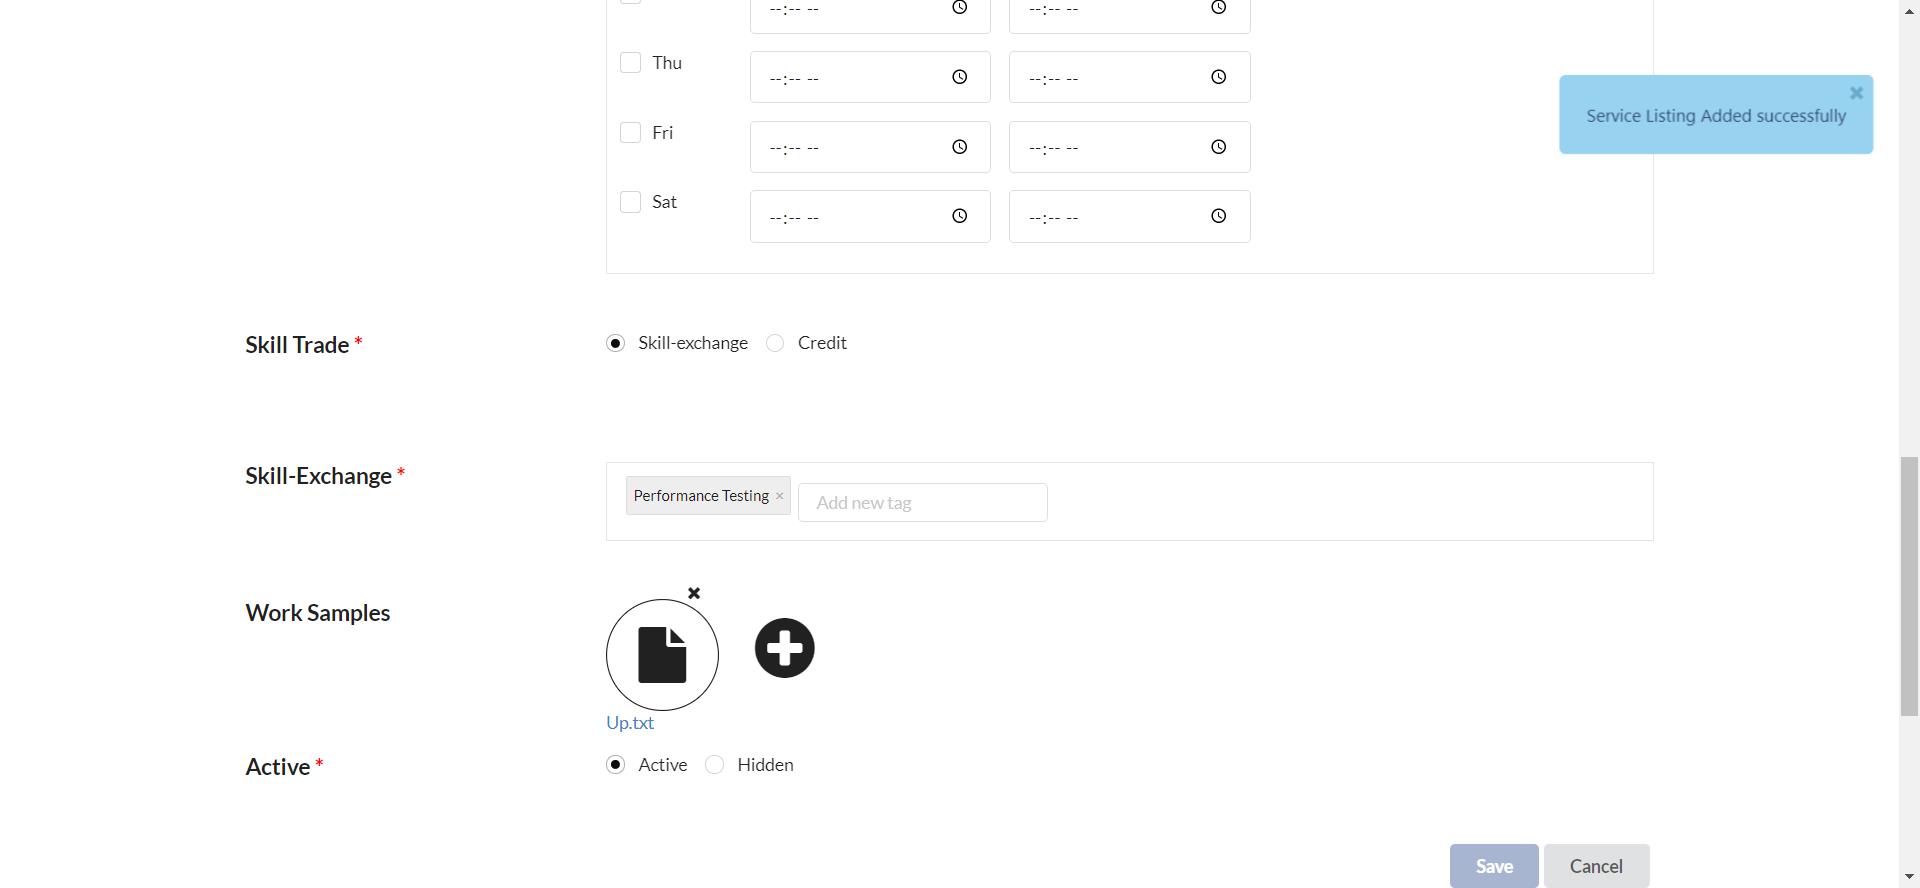 --:-- -- --:-- --
Thu --:-- -- --:-- --
Service Listing Added successfully
Fri --:-- -- --:-- --
Sat --:-- -- --:-- --
Skill Trade * Skill-exchange Credit
Skill-Exchange * Performance Testing × Add new tag
Work Samples
Up.txt
Active * Active Hidden
Save Cancel